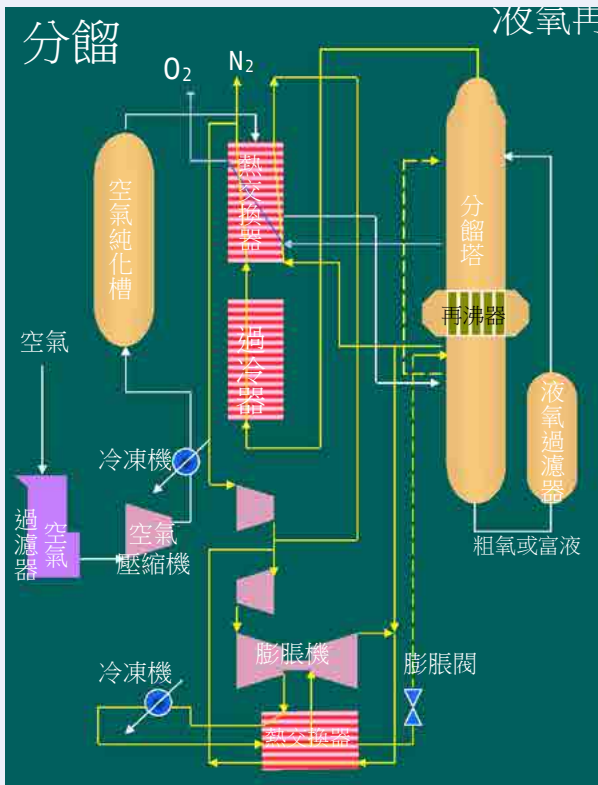 分餾
液氧再
O₂
N₂
空氣純化槽
熱交換器
分餾塔
再沸器
過冷器
空氣
液氧過濾器
冷凍機
空氣
過濾器
空氣
壓縮機
粗氧或富液
膨脹機
膨脹閥
冷凍機
熱交換器